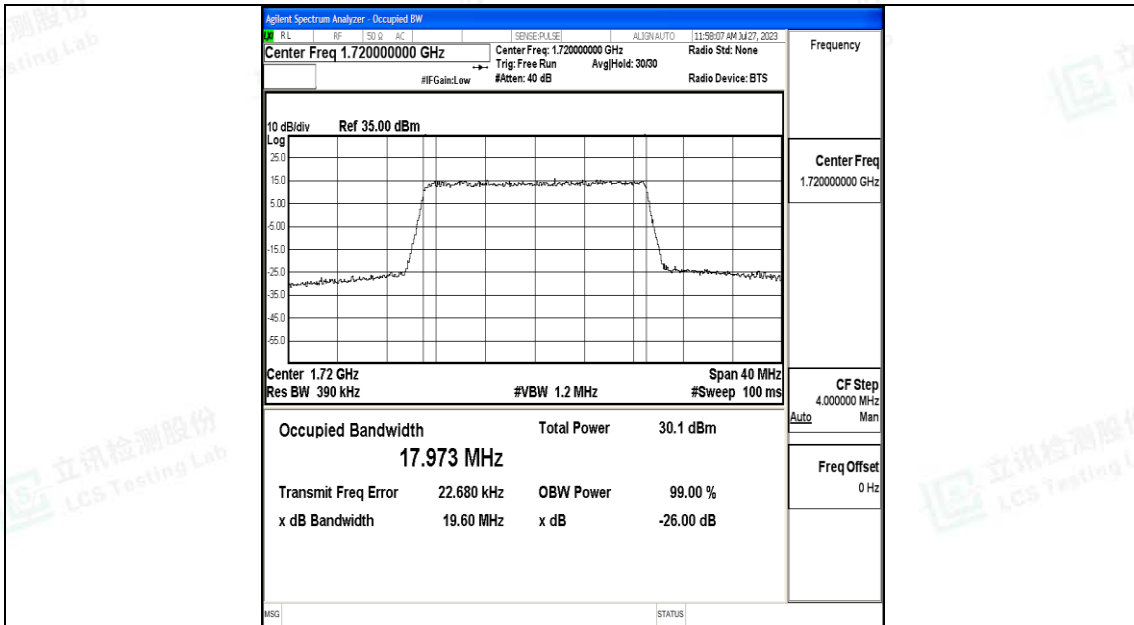 Agilent Spectrum Analyzer - Occupied BW
RL RF 50 Ω AC SENSE:PULSE ALIGN AUTO 11:58:07 AM Jul 27, 2023
Center Freq 1.720000000 GHz
Center Freq: 1.720000000 GHz
Radio Std: None
Trig: Free Run Avg|Hold: 30/30
#IFGain:Low #Atten: 40 dB Radio Device: BTS
10 dB/div Ref 35.00 dBm
Log
25.0
15.0
5.00
-5.00
-15.0
-25.0
-35.0
-45.0
-55.0
Center 1.72 GHz Span 40 MHz
Res BW 390 kHz #VBW 1.2 MHz #Sweep 100 ms
Occupied Bandwidth Total Power 30.1 dBm
17.973 MHz
Transmit Freq Error 22.680 kHz OBW Power 99.00 %
x dB Bandwidth 19.60 MHz x dB -26.00 dB
MSG STATUS
Frequency
Center Freq
1.720000000 GHz
CF Step
4.000000 MHz
Auto Man
Freq Offset
0 Hz
立讯检测股份
LCS Testing Lab